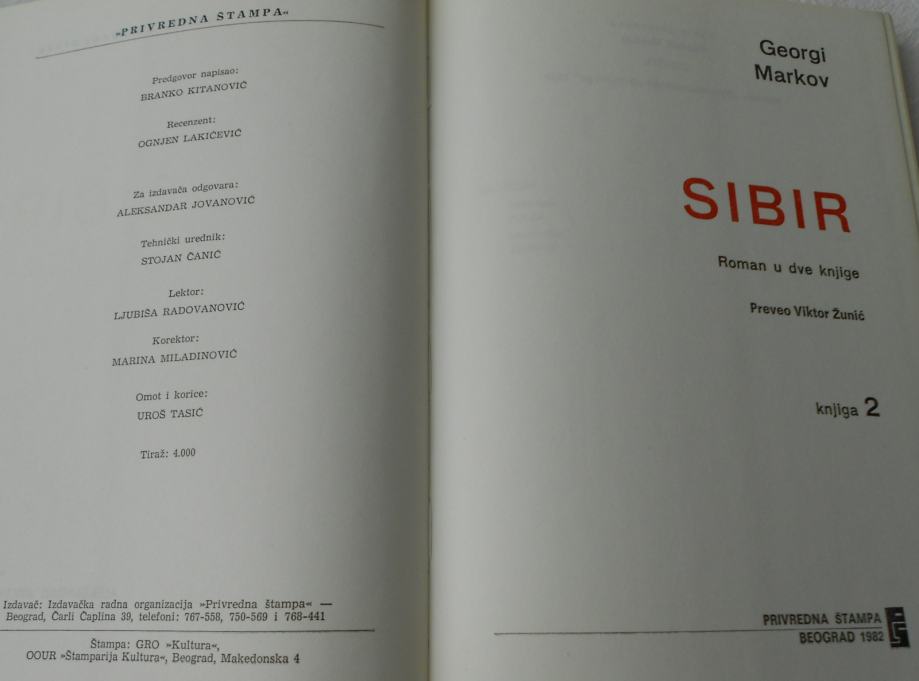 »PRIVREDNA ŠTAMPA«
Predgovor napisao:
BRANKO KITANOVIĆ
Recenzent:
OGNJEN LAKIĆEVIĆ
Za izdavača odgovara:
ALEKSANDAR JOVANOVIĆ
Tehnički urednik:
STOJAN ČANIĆ
Lektor:
LJUBIŠA RADOVANOVIĆ
Korektor:
MARINA MILADINOVIĆ
Omot i korice:
UROŠ TASIĆ
Tiraž: 4.000
Izdavač: Izdavačka radna organizacija »Privredna štampa« —
Beograd, Čarli Čaplina 39, telefoni: 767-558, 750-569 i 768-441
Štampa: GRO »Kultura«,
OOUR »Štamparija Kultura«, Beograd, Makedonska 4
Georgi
Markov
SIBIR
Roman u dve knjige
Preveo Viktor Žunić
knjiga 2
PRIVREDNA ŠTAMPA
BEOGRAD 1982